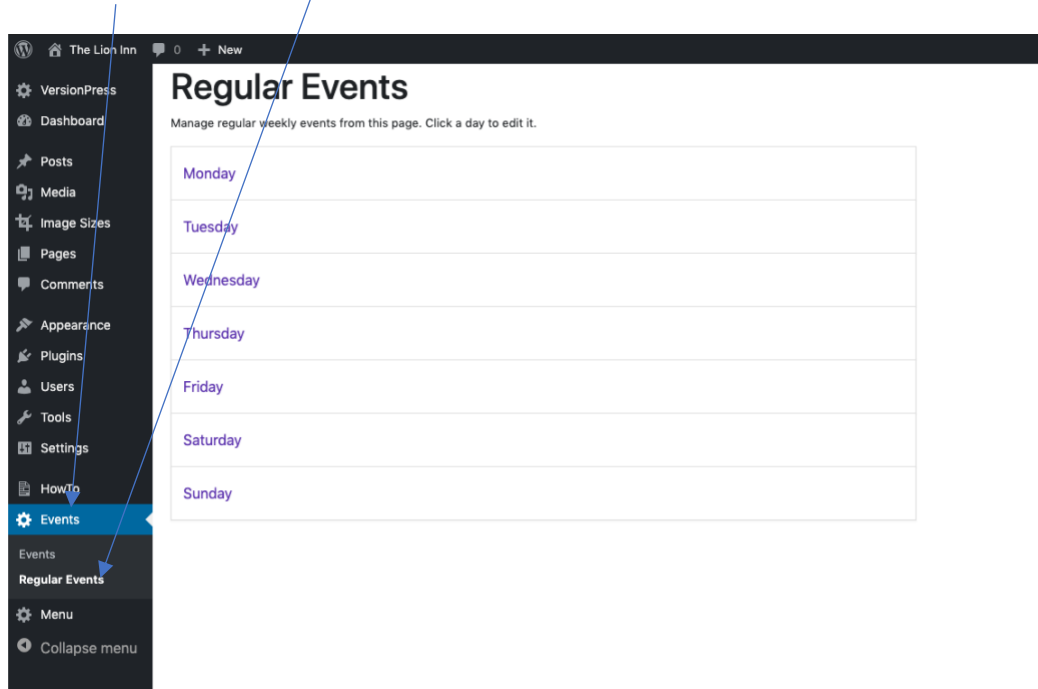 The Lion Inn 0 + New
VersionPress
Dashboard
Posts
Media
Image Sizes
Pages
Comments
Appearance
Plugins
Users
Tools
Settings
HowTo
Events
Events
Regular Events
Menu
Collapse menu
Regular Events
Manage regular weekly events from this page. Click a day to edit it.
Monday
Tuesday
Wednesday
Thursday
Friday
Saturday
Sunday